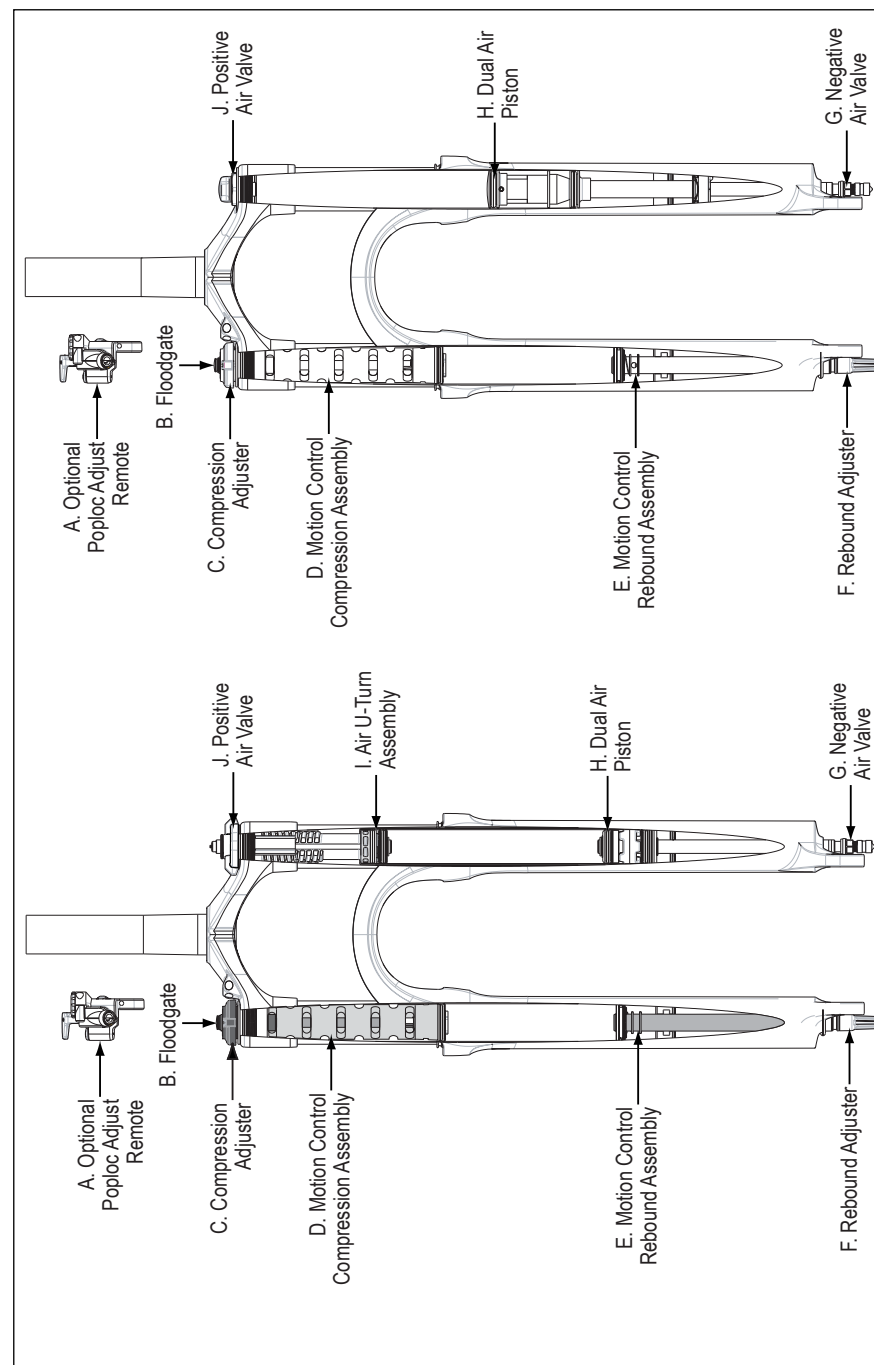 A. Optional
Poploc Adjust
Remote
B. Floodgate
C. Compression
Adjuster
D. Motion Control
Compression Assembly
E. Motion Control
Rebound Assembly
F. Rebound Adjuster
J. Positive
Air Valve
I. Air U-Turn
Assembly
H. Dual Air
Piston
G. Negative
Air Valve
A. Optional
Poploc Adjust
Remote
B. Floodgate
C. Compression
Adjuster
D. Motion Control
Compression Assembly
E. Motion Control
Rebound Assembly
F. Rebound Adjuster
J. Positive
Air Valve
H. Dual Air
Piston
G. Negative
Air Valve